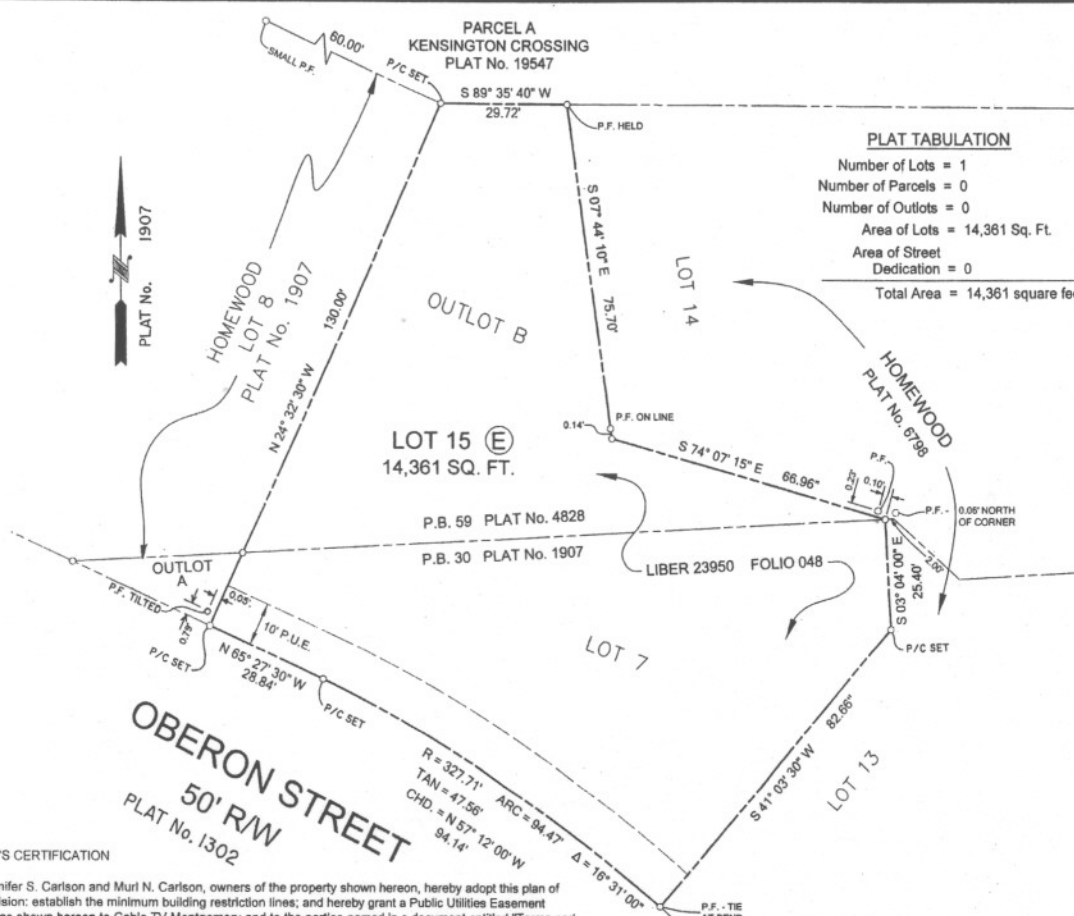 PARCEL A
KENSINGTON CROSSING
PLAT No. 19547
60.00'
SMALL P.F.
P/C SET
S 89° 35' 40" W
29.72'
P.F. HELD
PLAT TABULATION
Number of Lots = 1
Number of Parcels = 0
Number of Outlots = 0
Area of Lots = 14,361 Sq. Ft.
Area of Street
Dedication = 0
Total Area = 14,361 square fee
PLAT No. 1907
HOMEWOOD
LOT 8
PLAT No. 1907
130.00'
N 24° 32' 30" W
OUTLOT B
S 07° 44' 10" E 75.70'
LOT 14
HOMEWOOD
PLAT No. 6798
P.F. ON LINE
0.14'
LOT 15 E
14,361 SQ. FT.
S 74° 07' 15" E 66.96"
P.F.
0.23'
0.10'
P.F. - 0.06' NORTH
OF CORNER
2.00'
P.B. 59 PLAT No. 4828
P.B. 30 PLAT No. 1907
LIBER 23950 FOLIO 048
S 03° 04' 00" E
25.40'
P/C SET
OUTLOT
A
P.F. TILTED
0.05'
0.79'
10' P.U.E.
P/C SET
N 65° 27' 30" W
28.84'
P/C SET
LOT 7
S 41° 03' 30" W 82.66"
LOT 13
OBERON STREET
50' R/W
PLAT No. 1302
R = 327.71' ARC = 94.47' Δ = 16° 31' 00"
TAN = 47.56'
CHD. = N 57° 12' 00" W
94.14'
P.F. - TIE
'S CERTIFICATION
nifer S. Carlson and Murl N. Carlson, owners of the property shown hereon, hereby adopt this plan of
ision: establish the minimum building restriction lines; and hereby grant a Public Utilities Easement